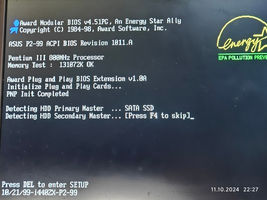 Award Modular BIOS v4.51PG, An Energy Star Ally
Copyright (C) 1984-98, Award Software, Inc.
ASUS P2-99 ACPI BIOS Revision 1011.A
Pentium III 800MHz Processor
Memory Test : 131072K OK
Award Plug and Play BIOS Extension v1.0A
Initialize Plug and Play Cards...
PNP Init Completed
Detecting HDD Primary Master ... SATA SSD
Detecting HDD Secondary Master... [Press F4 to skip]_
energy
EPA POLLUTION PREVE
Press DEL to enter SETUP
10/21/99-i440ZX-P2-99
11.10.2024 22:27